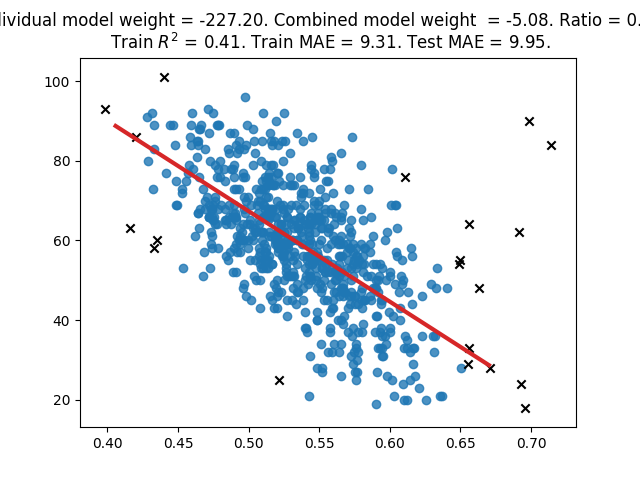 dividual model weight = -227.20. Combined model weight = -5.08. Ratio = 0.
Train R² = 0.41. Train MAE = 9.31. Test MAE = 9.95.
100
80
60
40
20
0.40 0.45 0.50 0.55 0.60 0.65 0.70